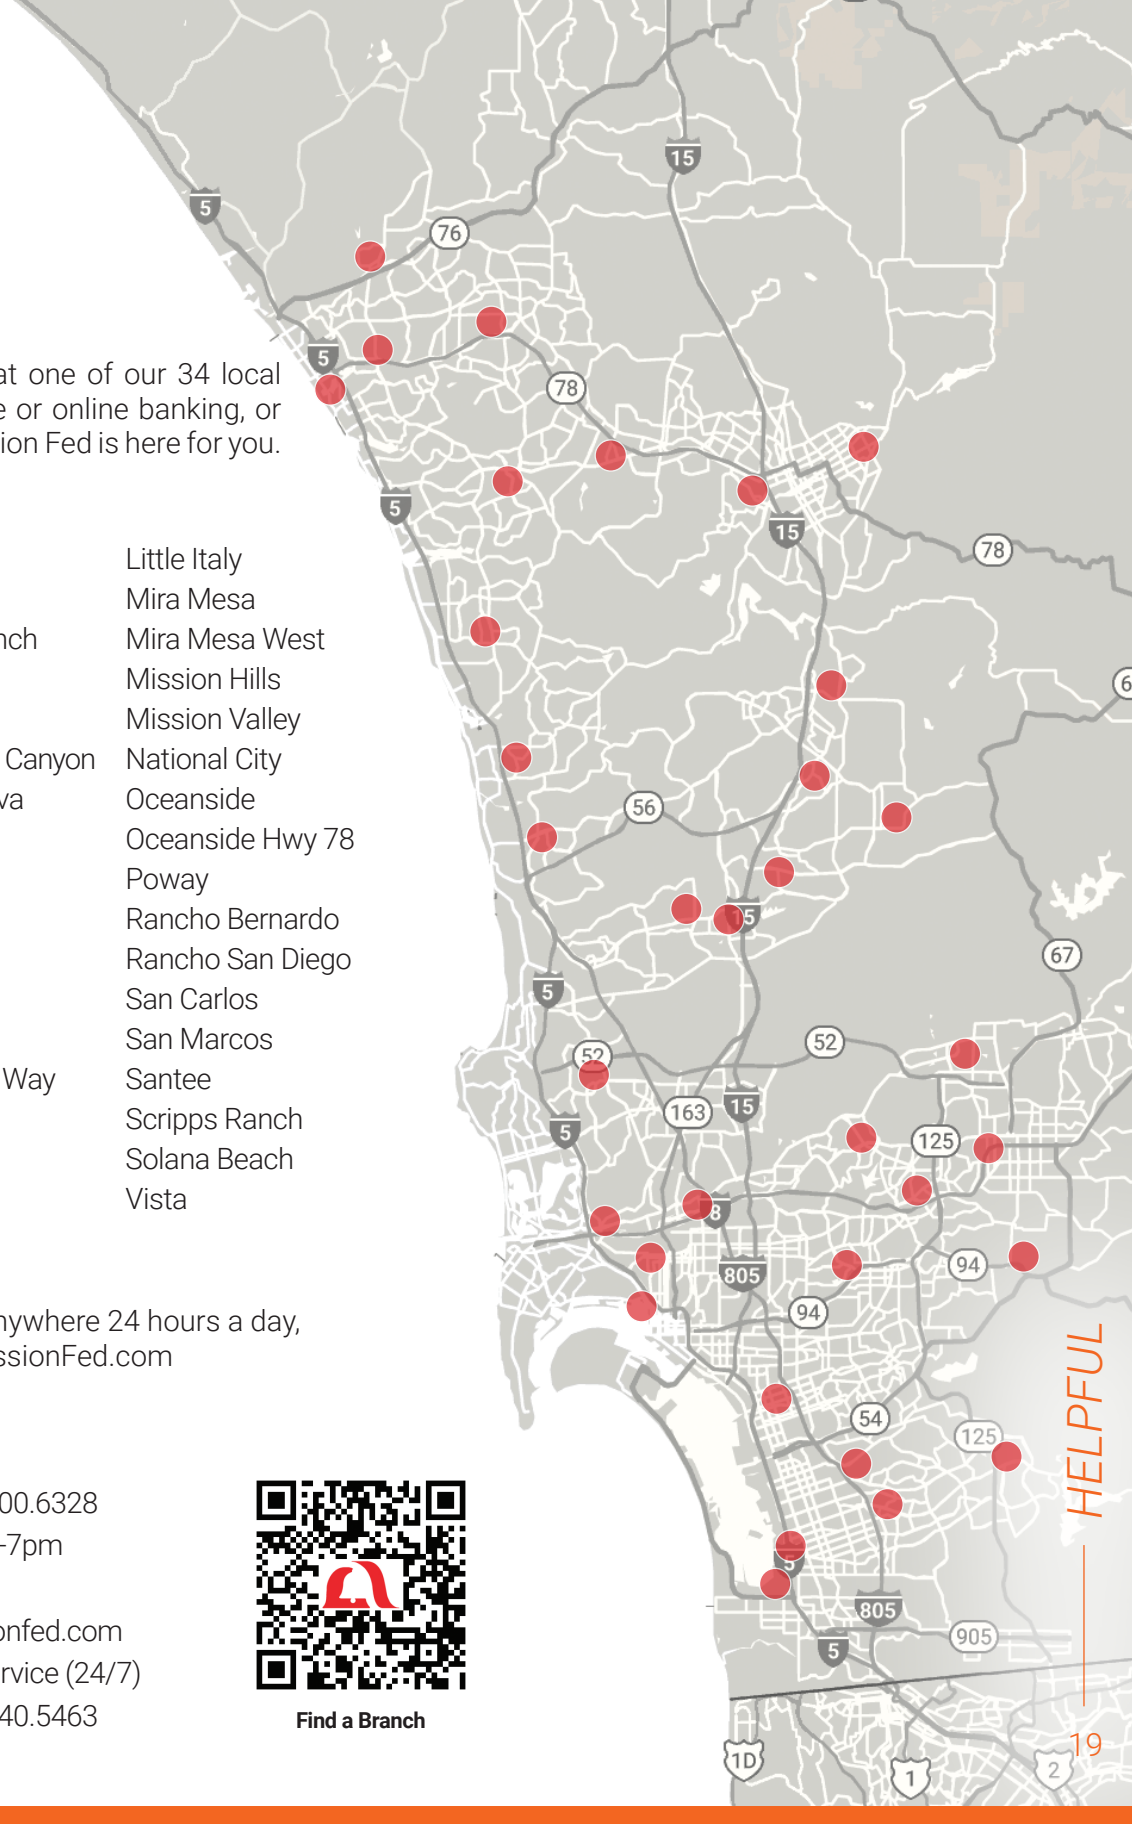 at one of our 34 local
e or online banking, or
ion Fed is here for you.
Little Italy
Mira Mesa
nch Mira Mesa West
Mission Hills
Mission Valley
Canyon National City
va Oceanside
Oceanside Hwy 78
Poway
Rancho Bernardo
Rancho San Diego
San Carlos
San Marcos
Way Santee
Scripps Ranch
Solana Beach
Vista
nywhere 24 hours a day,
ssionFed.com
00.6328
-7pm
onfed.com
rvice (24/7)
40.5463
Find a Branch
15
5
76
5
78
5
15
78
6
56
15
67
5
52
52
163
15
5
125
8
805
94
94
54
125
5
805
905
5
1D
1
2
HELPFUL
19